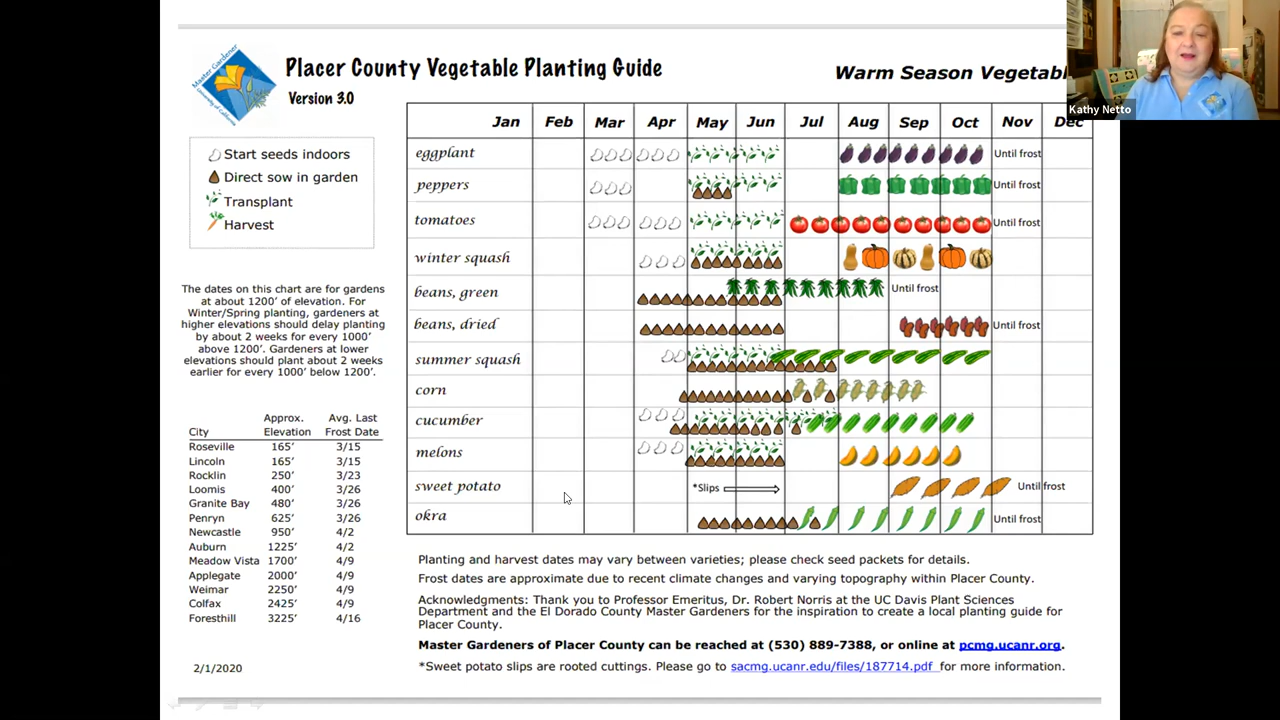 Placer County Vegetable Planting Guide
Version 3.0
Warm Season
Kathy Netto
Start seeds indoors
Direct sow in garden
Transplant
Harvest
The dates on this chart are for gardens
at about 1200' of elevation. For
Winter/Spring planting, gardeners at
higher elevations should delay planting
by about 2 weeks for every 1000'
above 1200'. Gardeners at lower
elevations should plant about 2 weeks
earlier for every 1000' below 1200'.
Approx. Avg. Last
City Elevation Frost Date
Roseville 165' 3/15
Lincoln 165' 3/15
Rocklin 250' 3/23
Loomis 400' 3/26
Granite Bay 480' 3/26
Penryn 625' 3/26
Newcastle 950' 4/2
Auburn 1225' 4/2
Meadow Vista 1700' 4/9
Applegate 2000' 4/9
Weimar 2250' 4/9
Colfax 2425' 4/9
Foresthill 3225' 4/16
2/1/2020
Jan Feb Mar Apr May Jun Jul Aug Sep Oct Nov Dec
eggplant Until frost
peppers Until frost
tomatoes Until frost
winter squash
beans, green Until frost
beans, dried Until frost
summer squash
corn
cucumber
melons
sweet potato *Slips Until frost
okra Until frost
Planting and harvest dates may vary between varieties; please check seed packets for details.
Frost dates are approximate due to recent climate changes and varying topography within Placer County.
Acknowledgments: Thank you to Professor Emeritus, Dr. Robert Norris at the UC Davis Plant Sciences
Department and the El Dorado County Master Gardeners for the inspiration to create a local planting guide for
Placer County.
Master Gardeners of Placer County can be reached at (530) 889-7388, or online at pcmg.ucanr.org.
*Sweet potato slips are rooted cuttings. Please go to sacmg.ucanr.edu/files/187714.pdf for more information.
Master Gardener
University of California